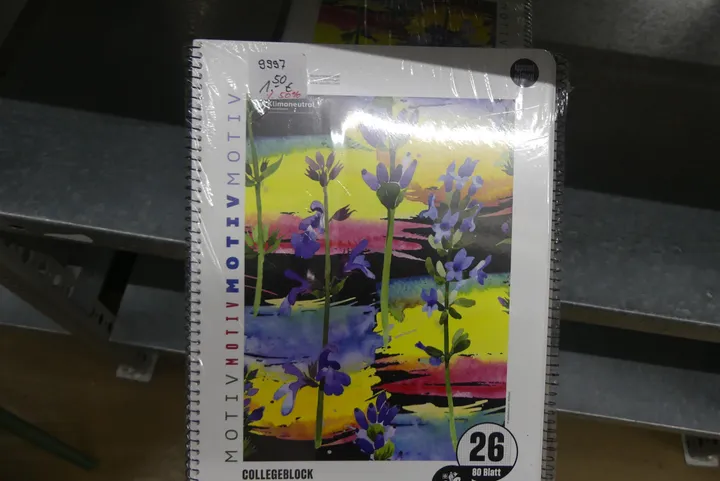 9997
1,50 €
Klimaneutral
MOTIV MOTIV MOTIV MOTIV
COLLEGEBLOCK
26
80 Blatt